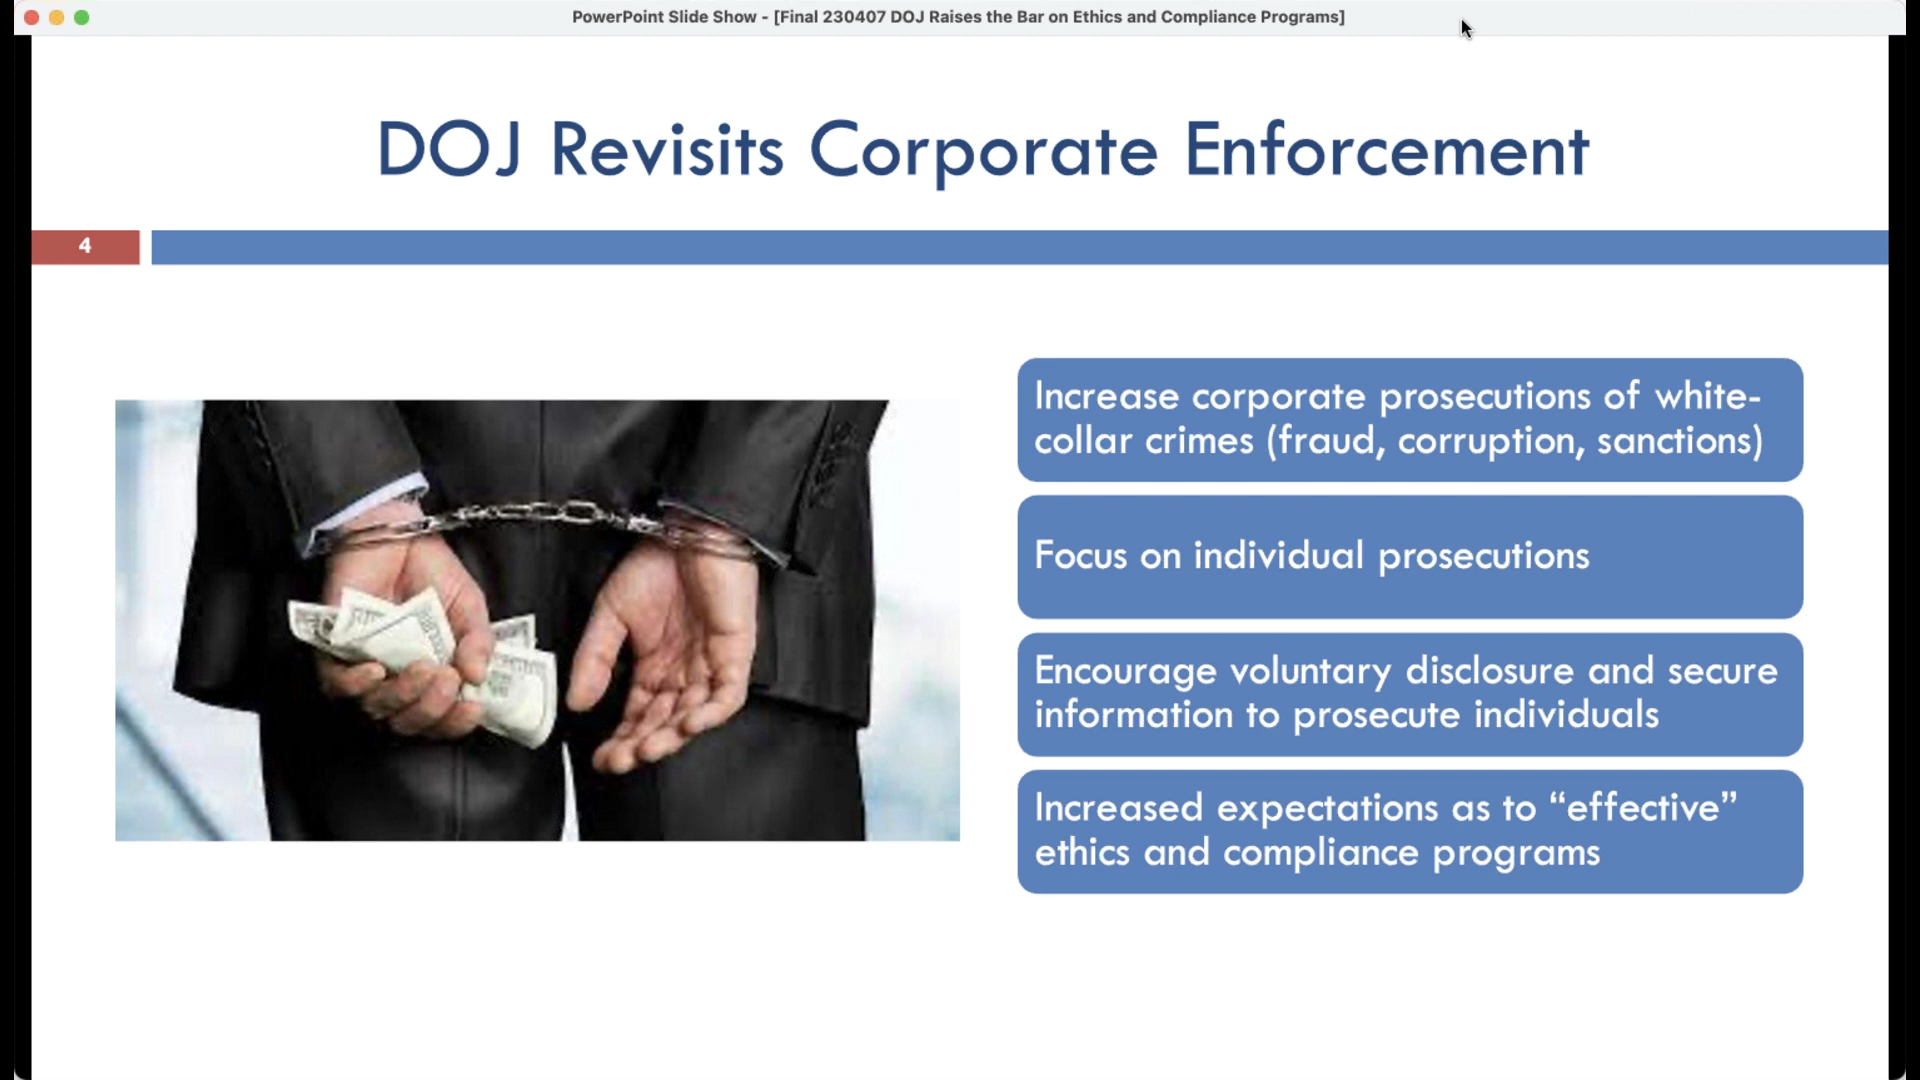 PowerPoint Slide Show - [Final 230407 DOJ Raises the Bar on Ethics and Compliance Programs]
DOJ Revisits Corporate Enforcement
4
Increase corporate prosecutions of white-
collar crimes (fraud, corruption, sanctions)
Focus on individual prosecutions
Encourage voluntary disclosure and secure
information to prosecute individuals
Increased expectations as to “effective”
ethics and compliance programs